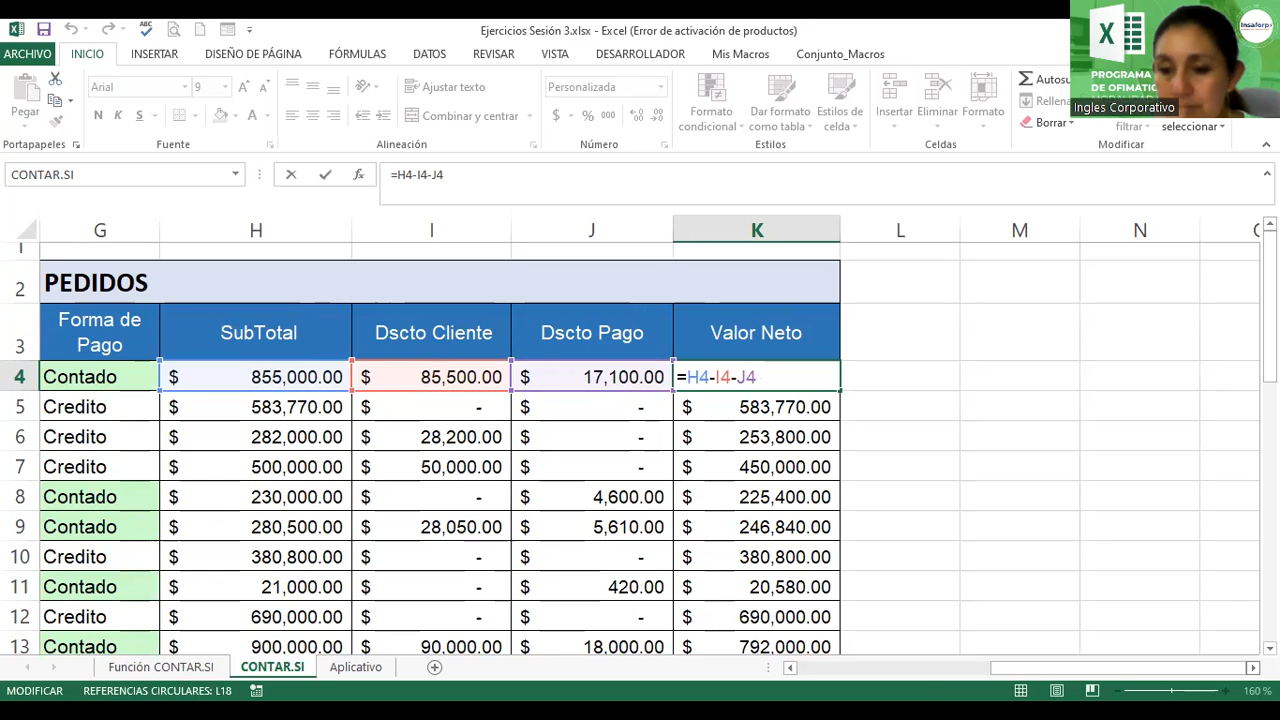 Ejercicios Sesión 3.xlsx - Excel (Error de activación de productos)
ARCHIVO INICIO INSERTAR DISEÑO DE PÁGINA FÓRMULAS DATOS REVISAR VISTA DESARROLLADOR Mis Macros Conjunto_Macros
Insaforp
PROGRAMA
DE OFIMÁTIC
Ingles Corporativo
Pegar
Arial
N K S
Ajustar texto
Combinar y centrar
Personalizada
$ % 000
Formato condicional
Dar formato como tabla
Estilos de celda
Insertar
Eliminar
Formato
Autosu
Rellena
Borrar
filtrar
seleccionar
Portapapeles Fuente Alineación Número Estilos Celdas Modificar
CONTAR.SI
fx
=H4-I4-J4
G H I J K L M N
1
2 PEDIDOS
3 Forma de Pago SubTotal Dscto Cliente Dscto Pago Valor Neto
4 Contado $ 855,000.00 $ 85,500.00 $ 17,100.00 =H4-I4-J4
5 Credito $ 583,770.00 $ - $ - $ 583,770.00
6 Credito $ 282,000.00 $ 28,200.00 $ - $ 253,800.00
7 Credito $ 500,000.00 $ 50,000.00 $ - $ 450,000.00
8 Contado $ 230,000.00 $ - $ 4,600.00 $ 225,400.00
9 Contado $ 280,500.00 $ 28,050.00 $ 5,610.00 $ 246,840.00
10 Credito $ 380,800.00 $ - $ - $ 380,800.00
11 Contado $ 21,000.00 $ - $ 420.00 $ 20,580.00
12 Credito $ 690,000.00 $ - $ - $ 690,000.00
13 Contado $ 900,000.00 $ 90,000.00 $ 18,000.00 $ 792,000.00
Función CONTAR.SI CONTAR.SI Aplicativo
MODIFICAR REFERENCIAS CIRCULARES: L18 160 %